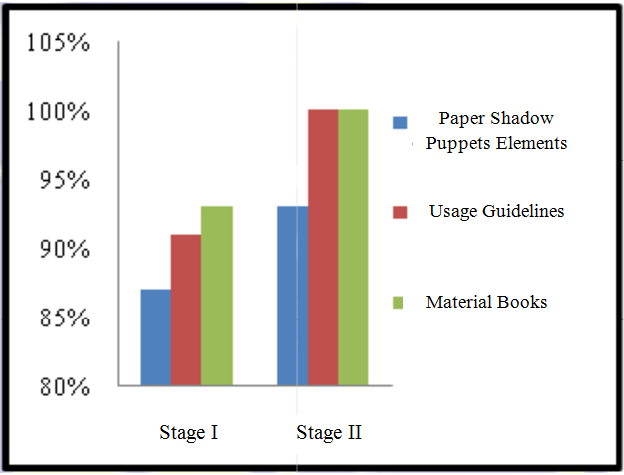 105%
100%
95%
90%
85%
80%
Stage I
Stage II
Paper Shadow
Puppets Elements
Usage Guidelines
Material Books